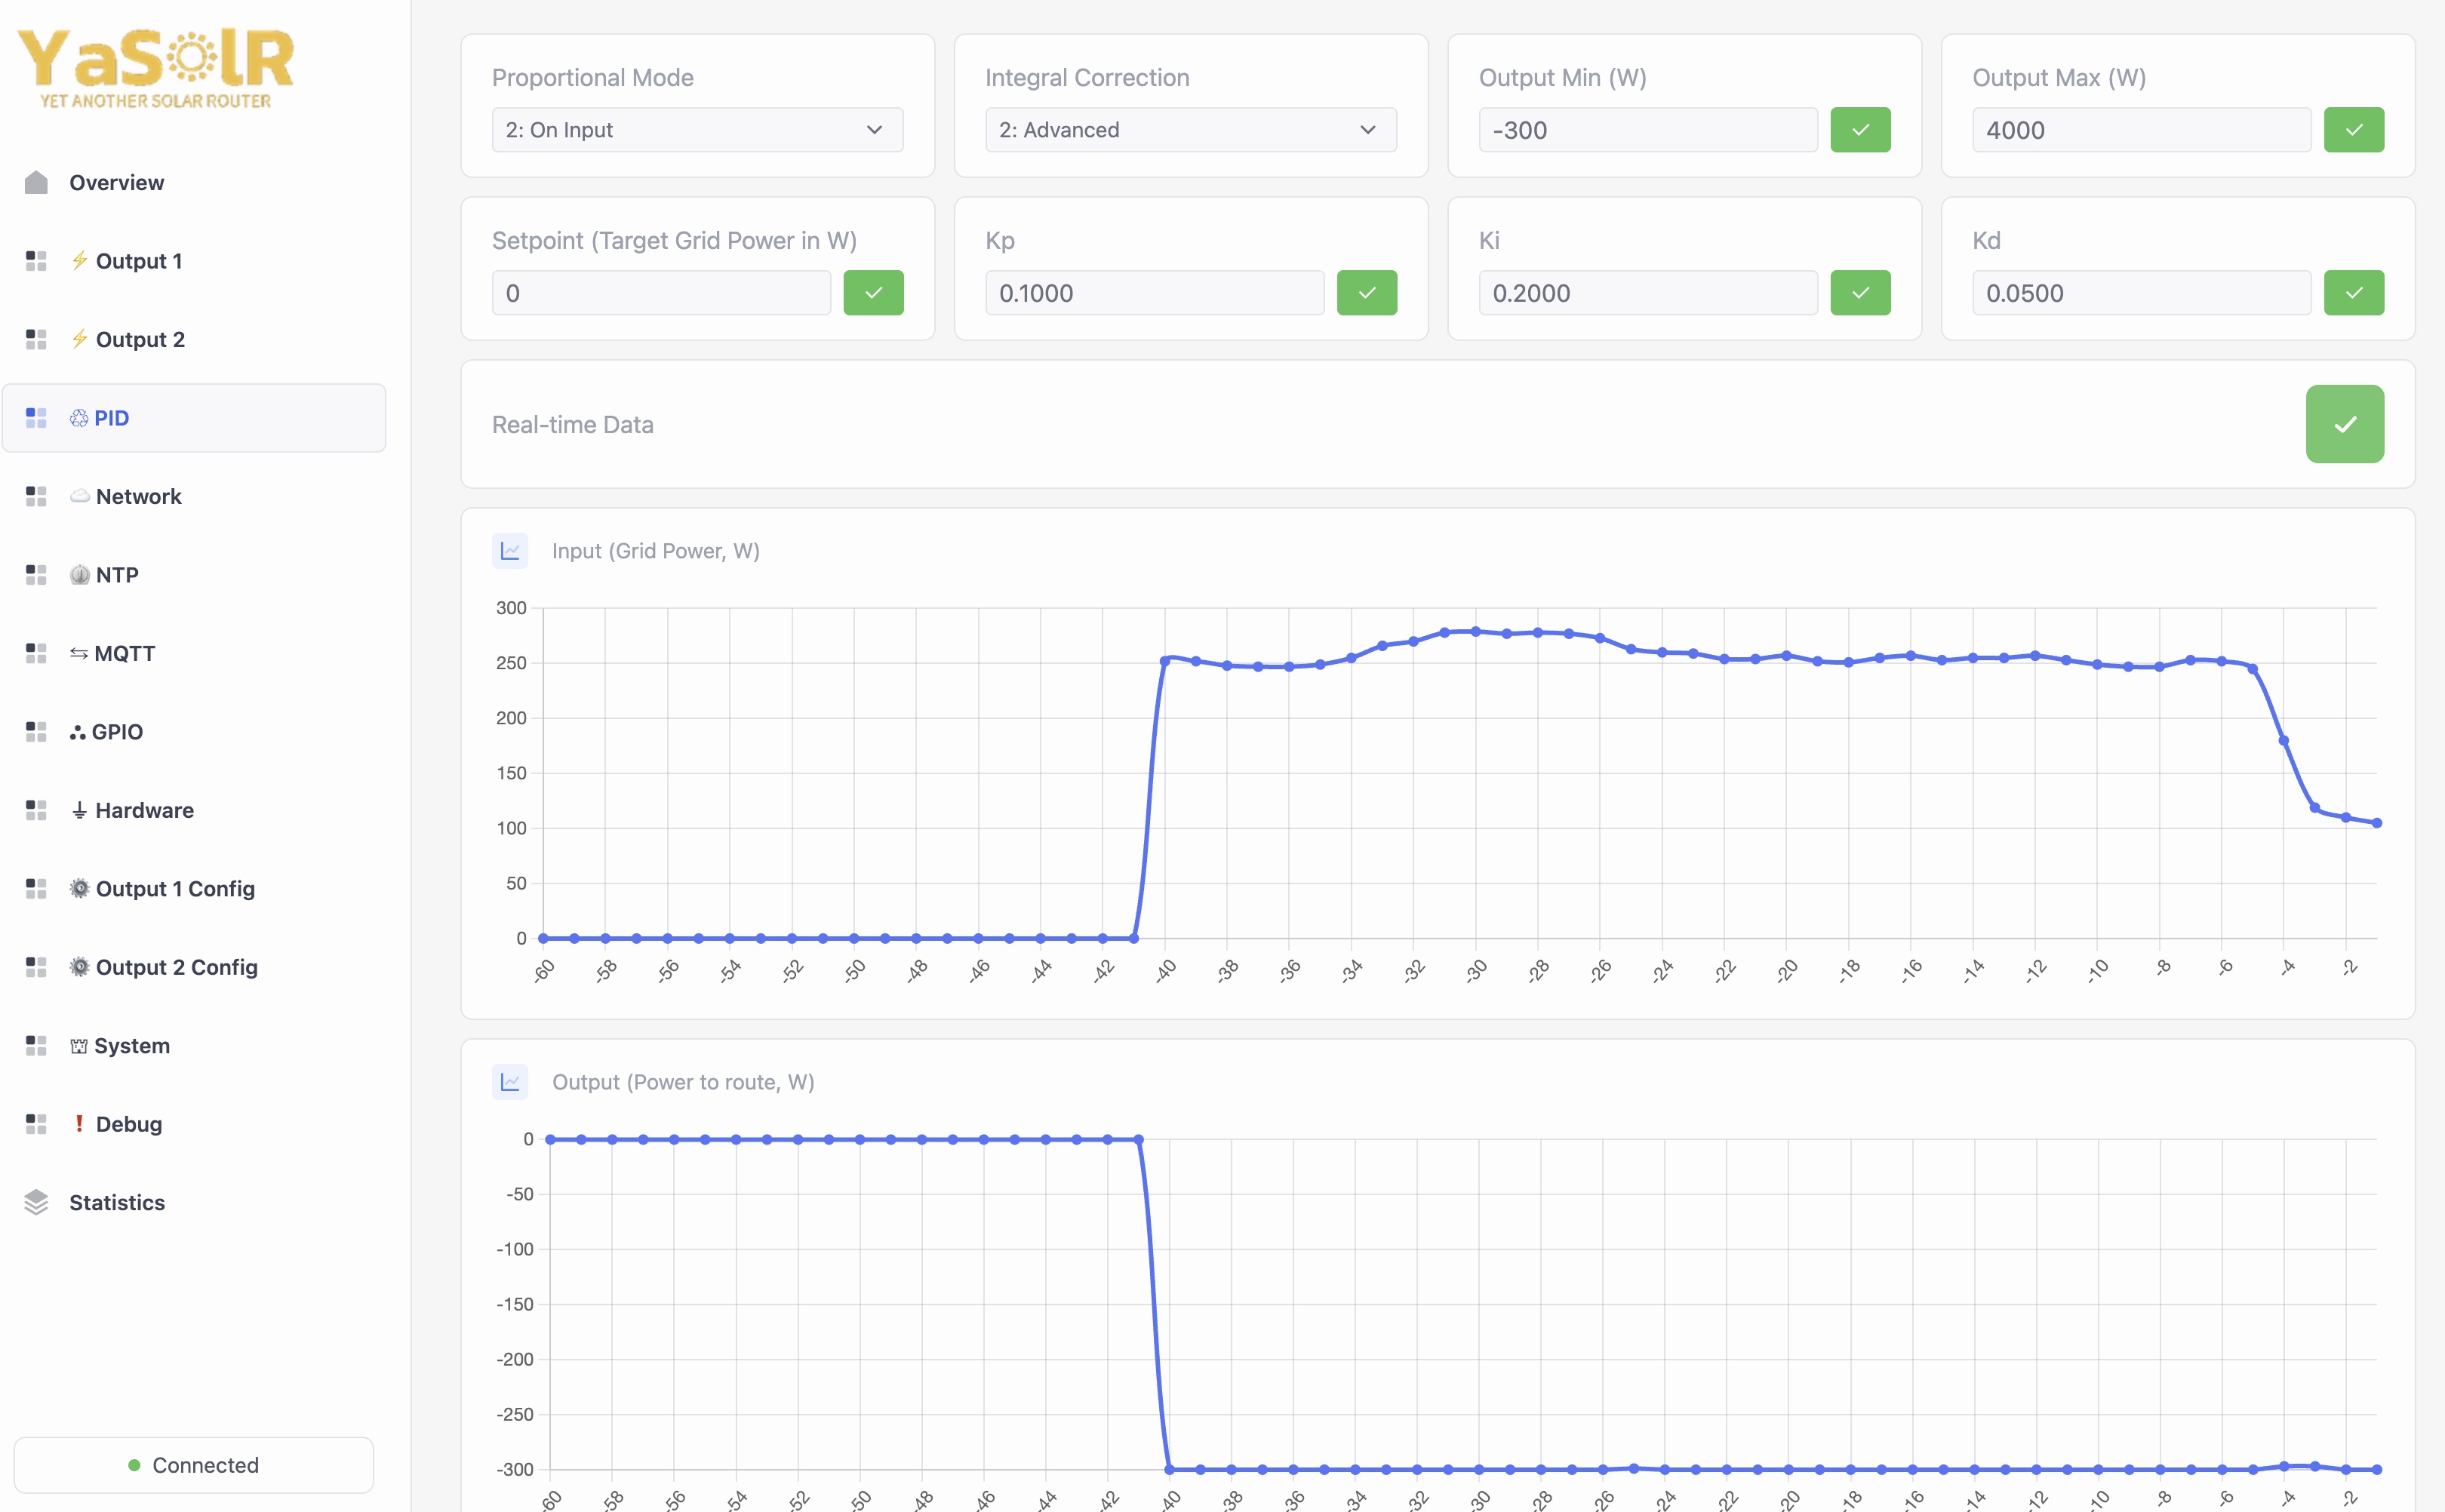 YaSolR
YET ANOTHER SOLAR ROUTER
Overview
⚡ Output 1
⚡ Output 2
PID
Network
NTP
MQTT
GPIO
Hardware
Output 1 Config
Output 2 Config
System
Debug
Statistics
Connected
Proportional Mode
2: On Input
Integral Correction
2: Advanced
Output Min (W)
-300
Output Max (W)
4000
Setpoint (Target Grid Power in W)
0
Kp
0.1000
Ki
0.2000
Kd
0.0500
Real-time Data
Input (Grid Power, W)
300
250
200
150
100
50
0
-60 -58 -56 -54 -52 -50 -48 -46 -44 -42 -40 -38 -36 -34 -32 -30 -28 -26 -24 -22 -20 -18 -16 -14 -12 -10 -8 -6 -4 -2
Output (Power to route, W)
0
-50
-100
-150
-200
-250
-300
-60 -58 -56 -54 -52 -50 -48 -46 -44 -42 -40 -38 -36 -34 -32 -30 -28 -26 -24 -22 -20 -18 -16 -14 -12 -10 -8 -6 -4 -2